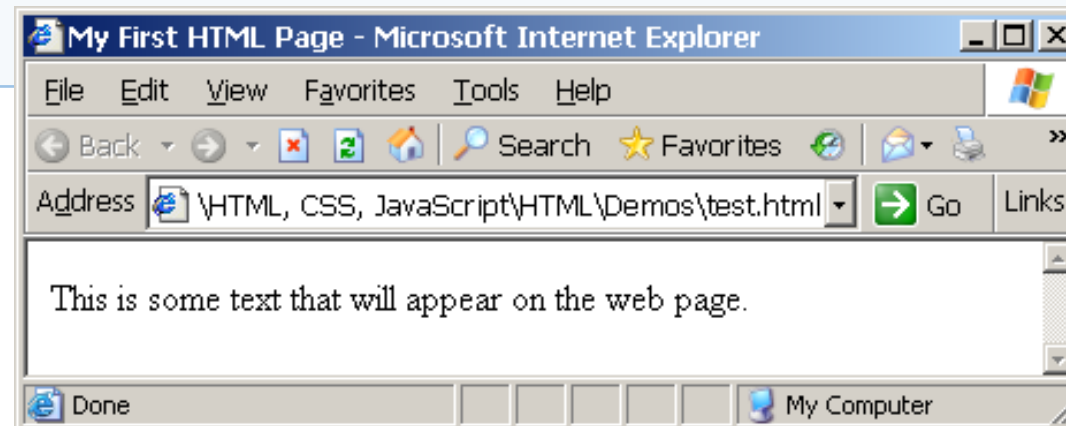 My First HTML Page - Microsoft Internet Explorer
File Edit View Favorites Tools Help
Back Search Favorites »
Address \HTML, CSS, JavaScript\HTML\Demos\test.html Go Links
This is some text that will appear on the web page.
Done My Computer